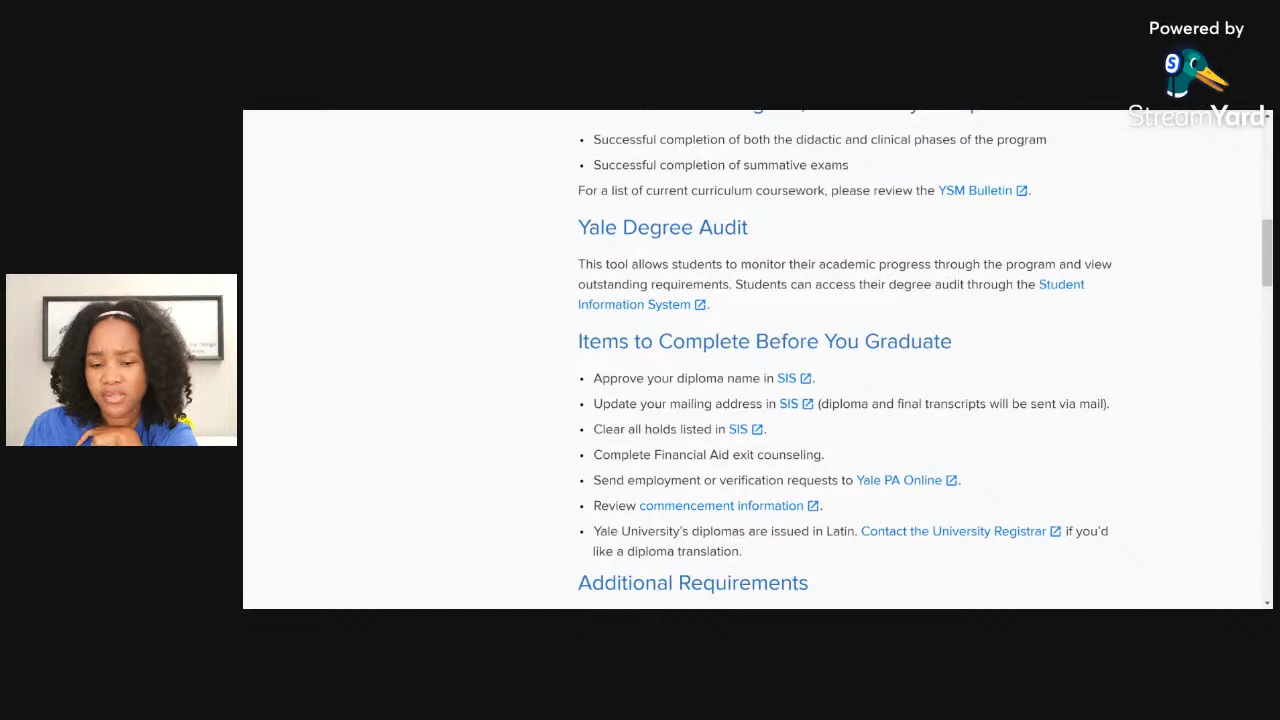 Powered by
StreamYard
• Successful completion of both the didactic and clinical phases of the program
• Successful completion of summative exams
For a list of current curriculum coursework, please review the YSM Bulletin.
Yale Degree Audit
This tool allows students to monitor their academic progress through the program and view
outstanding requirements. Students can access their degree audit through the Student
Information System.
Items to Complete Before You Graduate
• Approve your diploma name in SIS.
• Update your mailing address in SIS (diploma and final transcripts will be sent via mail).
• Clear all holds listed in SIS.
• Complete Financial Aid exit counseling.
• Send employment or verification requests to Yale PA Online.
• Review commencement information.
• Yale University's diplomas are issued in Latin. Contact the University Registrar if you'd
like a diploma translation.
Additional Requirements